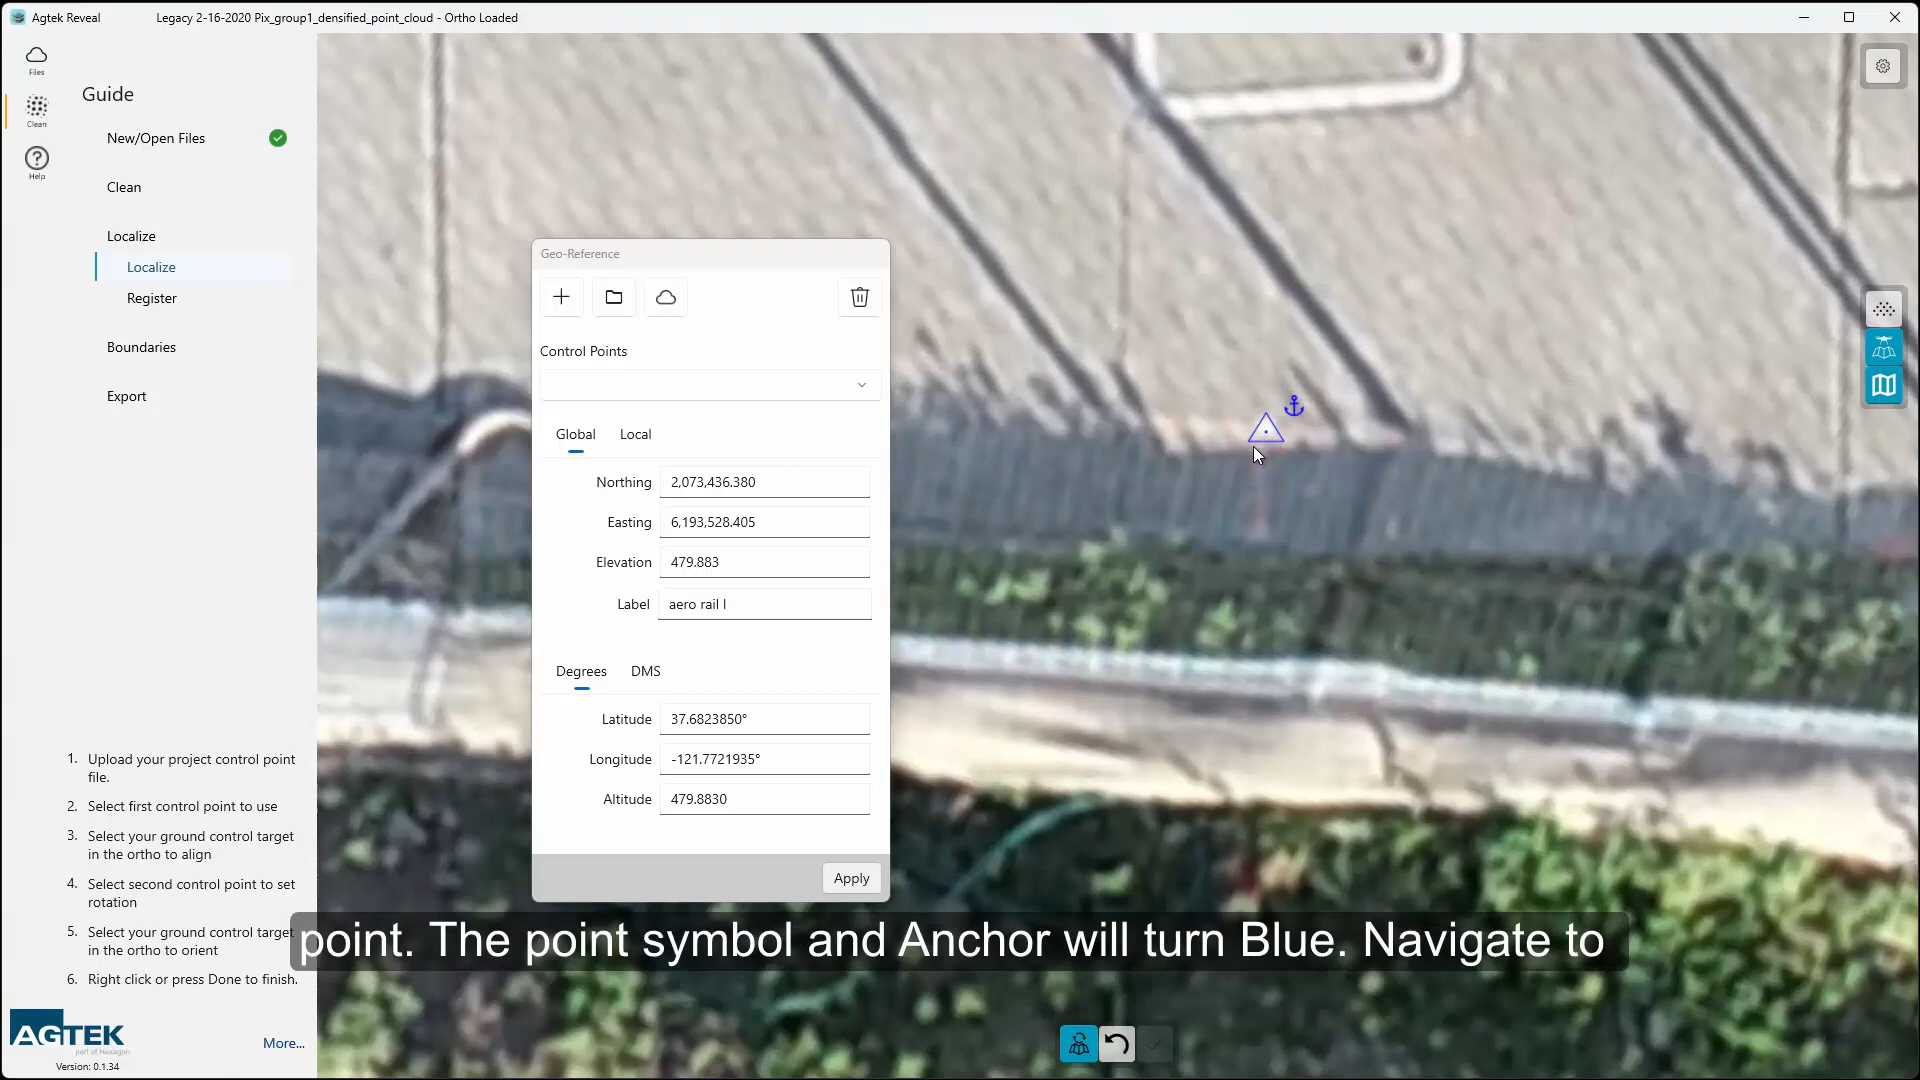 Agtek Reveal
Legacy 2-16-2020 Pix_group1_densified_point_cloud - Ortho Loaded
Files
Clean
Help
Guide
New/Open Files
Clean
Localize
Localize
Register
Boundaries
Export
1. Upload your project control point
file.
2. Select first control point to use
3. Select your ground control target
in the ortho to align
4. Select second control point to set
rotation
5. Select your ground control target
in the ortho to orient
6. Right click or press Done to finish.
AGTEK
part of Hexagon
Version: 0.1.34
More...
Geo-Reference
Control Points
Global Local
Northing 2,073,436.380
Easting 6,193,528.405
Elevation 479.883
Label aero rail l
Degrees DMS
Latitude 37.6823850°
Longitude -121.7721935°
Altitude 479.8830
Apply
point. The point symbol and Anchor will turn Blue. Navigate to